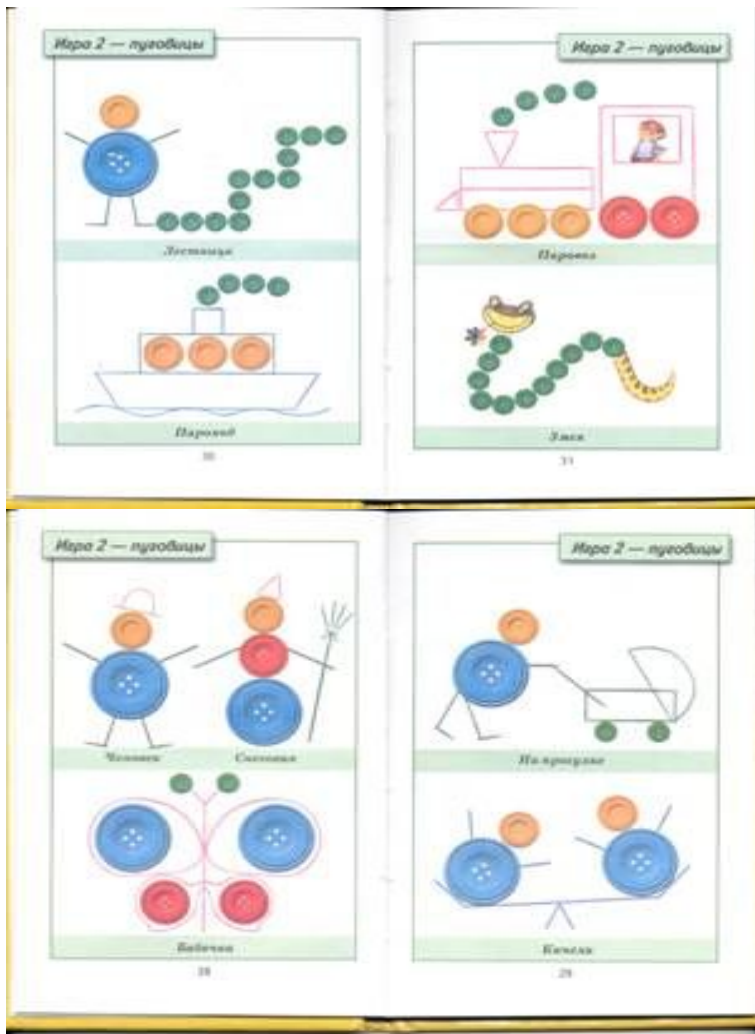 Игра 2 — пуговицы
Лестница
Пароход
30
Игра 2 — пуговицы
Паровоз
Змея
31
Игра 2 — пуговицы
Человек Снеговик
Бабочка
28
Игра 2 — пуговицы
На прогулке
Качели
29